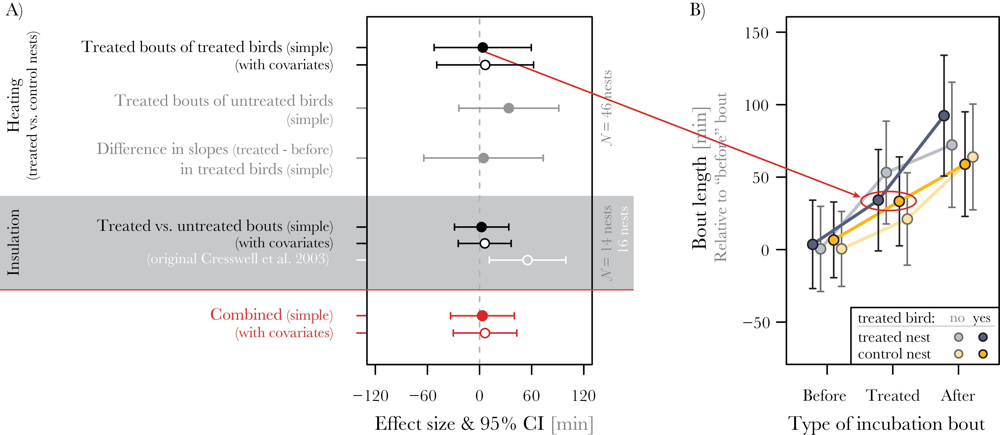 A)
Heating
(treated vs. control nests)
Treated bouts of treated birds (simple)
(with covariates)
Treated bouts of untreated birds
(simple)
Difference in slopes (treated - before)
in treated birds (simple)
N = 46 nests
Insulation
Treated vs. untreated bouts (simple)
(with covariates)
(original Cresswell et al. 2003)
N = 14 nests
16 nests
Combined (simple)
(with covariates)
−120 −60 0 60 120
Effect size & 95% CI [min]
B)
Bout length [min]
Relative to “before” bout
150
100
50
0
−50
treated bird: no yes
treated nest
control nest
Before Treated After
Type of incubation bout